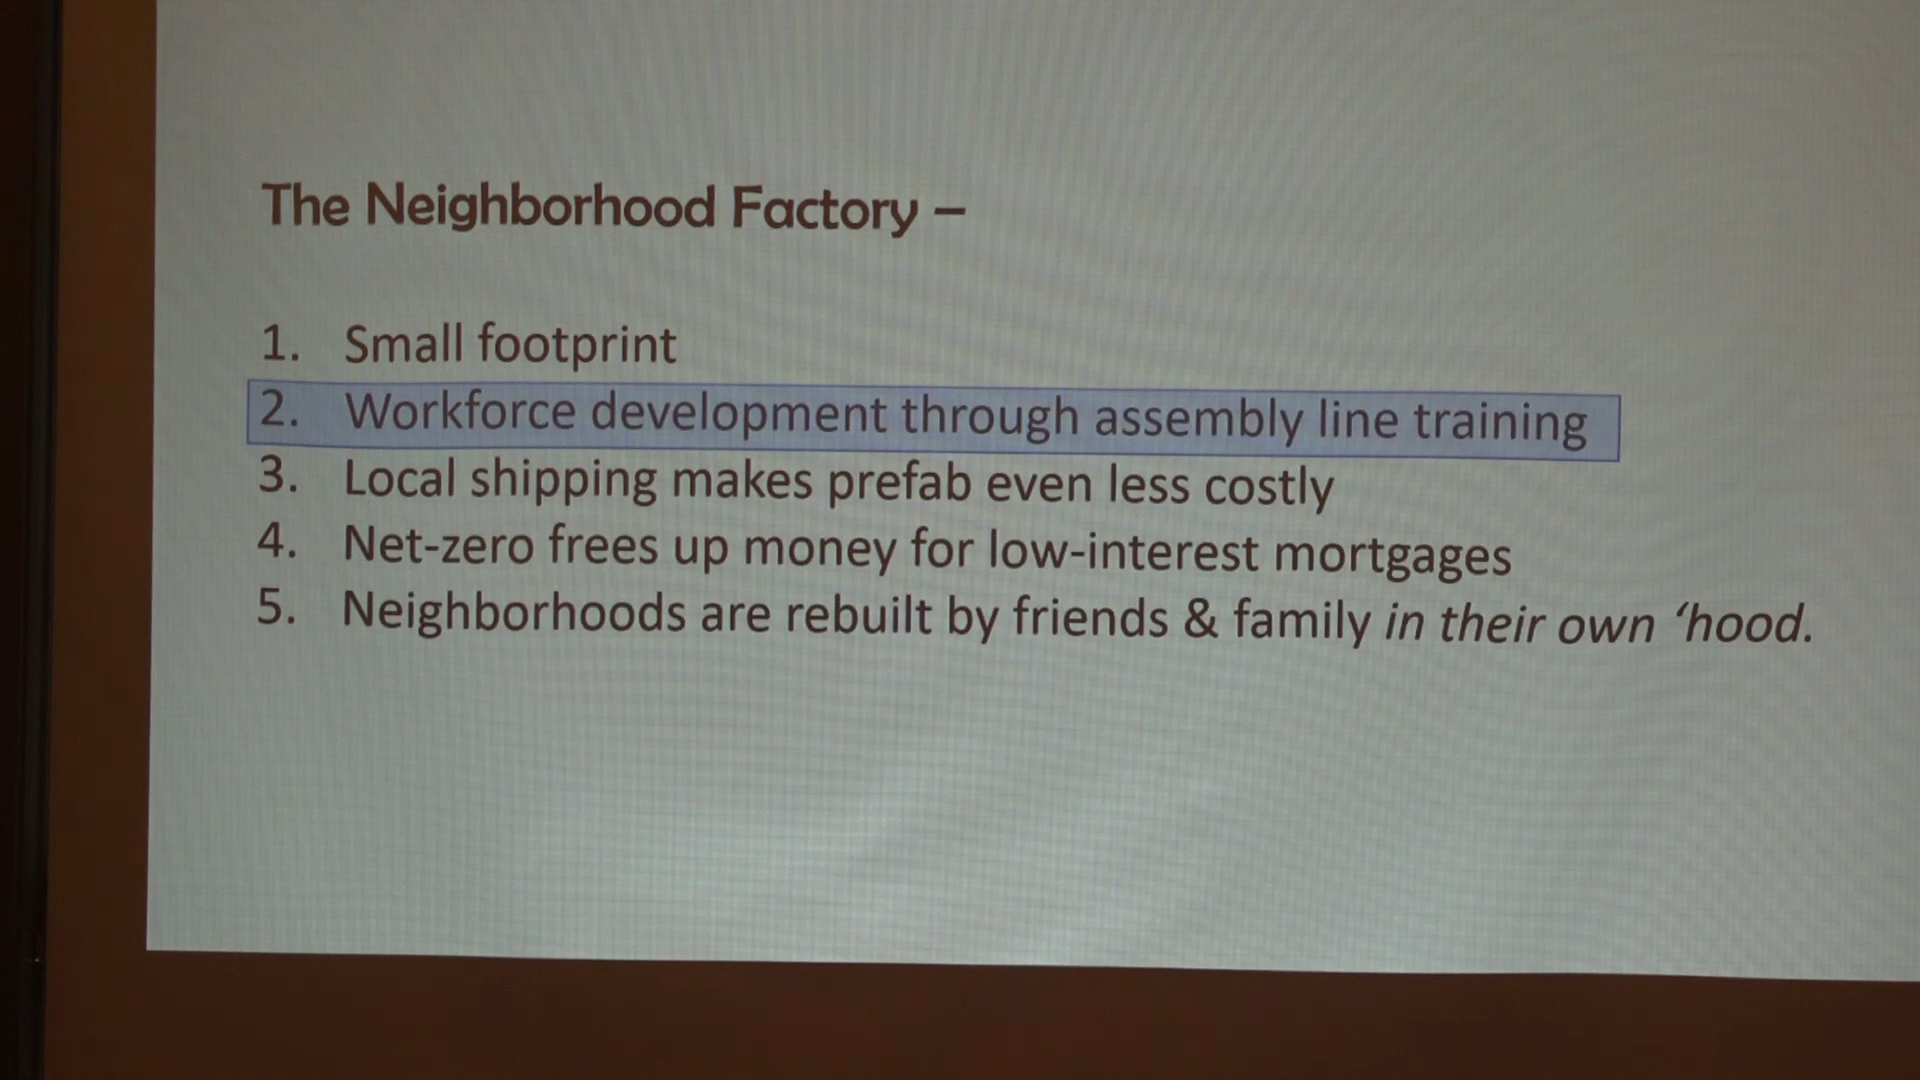 The Neighborhood Factory –
1. Small footprint
2. Workforce development through assembly line training
3. Local shipping makes prefab even less costly
4. Net-zero frees up money for low-interest mortgages
5. Neighborhoods are rebuilt by friends & family in their own ‘hood.